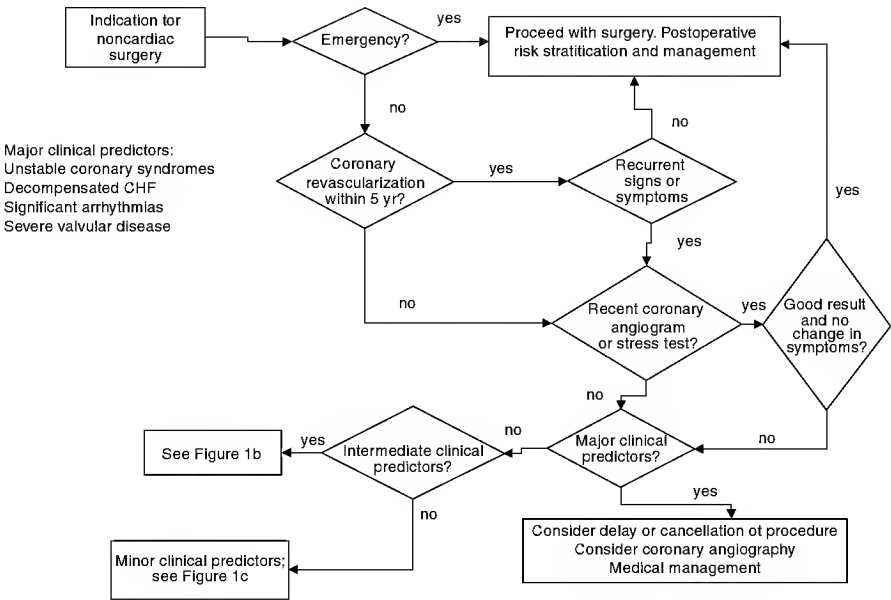 Indication for
noncardiac
surgery
Emergency?
yes
Proceed with surgery. Postoperative
risk stratitication and management
no
no
Major clinical predictors:
Unstable coronary syndromes
Decompensated CHF
Significant arrhythmias
Severe valvular disease
Coronary
revascularization
within 5 yr?
yes
Recurrent
signs or
symptoms
yes
yes
no
Recent coronary
angiogram
or stress test?
yes
Good result
and no
change in
symptoms?
no
no
Major clinical
predictors?
no
Intermediate clinical
predictors?
yes
See Figure 1b
yes
no
Consider delay or cancellation ot procedure
Consider coronary angiography
Medical management
Minor clinical predictors;
see Figure 1c